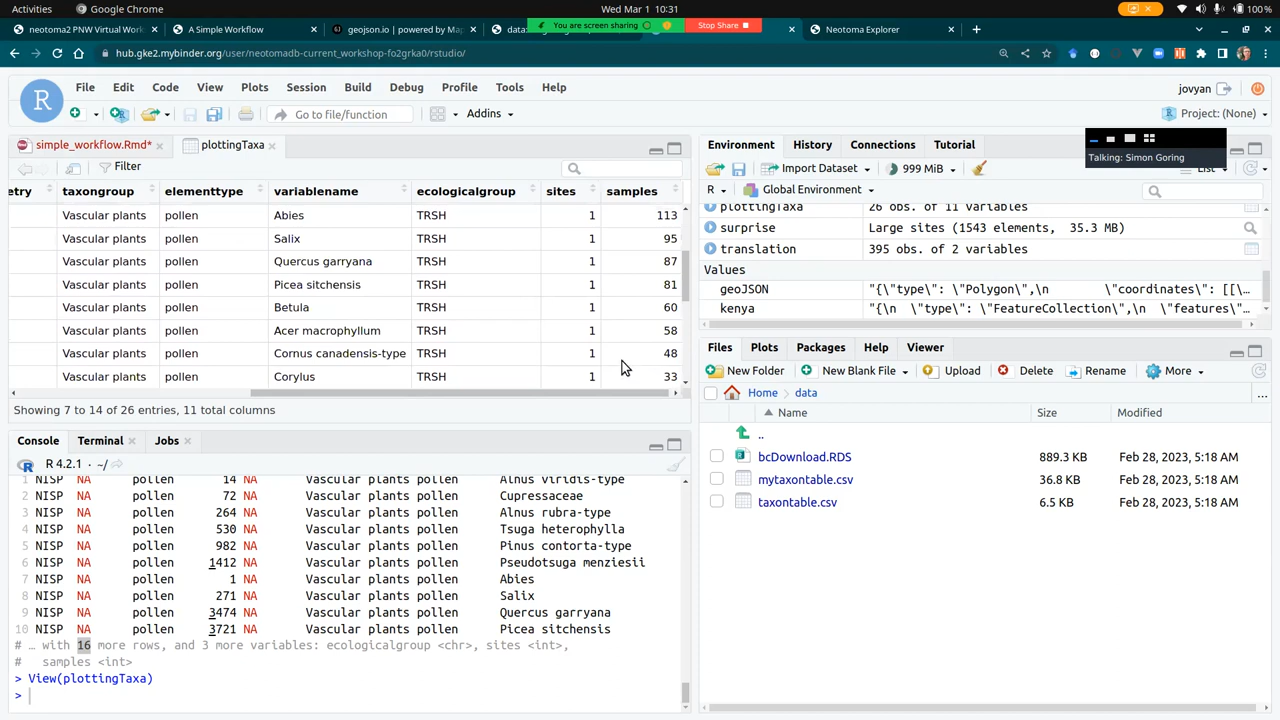 Activities Google Chrome Wed Mar 1 10:31 100 %
neotoma2 PNW Virtual Work A Simple Workflow geojson.io | powered by Map data: Neotoma Explorer
You are screen sharing Stop Share
hub.gke2.mybinder.org/user/neotomadb-current_workshop-fo2grka0/rstudio/
File Edit Code View Plots Session Build Debug Profile Tools Help jovyan
Go to file/function Addins Project: (None)
Talking: Simon Goring
simple_workflow.Rmd* plottingTaxa
Filter
etry taxongroup elementtype variablename ecologicalgroup sites samples
Vascular plants pollen Abies TRSH 1 113
Vascular plants pollen Salix TRSH 1 95
Vascular plants pollen Quercus garryana TRSH 1 87
Vascular plants pollen Picea sitchensis TRSH 1 81
Vascular plants pollen Betula TRSH 1 60
Vascular plants pollen Acer macrophyllum TRSH 1 58
Vascular plants pollen Cornus canadensis-type TRSH 1 48
Vascular plants pollen Corylus TRSH 1 33
Showing 7 to 14 of 26 entries, 11 total columns
Console Terminal Jobs
R 4.2.1 · ~/
1 NISP NA pollen 14 NA Vascular plants pollen Alnus viridis-type
2 NISP NA pollen 72 NA Vascular plants pollen Cupressaceae
3 NISP NA pollen 264 NA Vascular plants pollen Alnus rubra-type
4 NISP NA pollen 530 NA Vascular plants pollen Tsuga heterophylla
5 NISP NA pollen 982 NA Vascular plants pollen Pinus contorta-type
6 NISP NA pollen 1412 NA Vascular plants pollen Pseudotsuga menziesii
7 NISP NA pollen 1 NA Vascular plants pollen Abies
8 NISP NA pollen 271 NA Vascular plants pollen Salix
9 NISP NA pollen 3474 NA Vascular plants pollen Quercus garryana
10 NISP NA pollen 3721 NA Vascular plants pollen Picea sitchensis
# … with 16 more rows, and 3 more variables: ecologicalgroup <chr>, sites <int>,
# samples <int>
> View(plottingTaxa)
>
Environment History Connections Tutorial
Import Dataset 999 MiB List
R Global Environment
plottingTaxa 26 obs. of 11 variables
surprise Large sites (1543 elements, 35.3 MB)
translation 395 obs. of 2 variables
Values
geoJSON "{\"type\": \"Polygon\",\n \"coordinates\": [[\…
kenya "{\n \"type\": \"FeatureCollection\",\n \"features\"…
Files Plots Packages Help Viewer
New Folder New Blank File Upload Delete Rename More
Home data ...
Name Size Modified
..
bcDownload.RDS 889.3 KB Feb 28, 2023, 5:18 AM
mytaxontable.csv 36.8 KB Feb 28, 2023, 5:18 AM
taxontable.csv 6.5 KB Feb 28, 2023, 5:18 AM